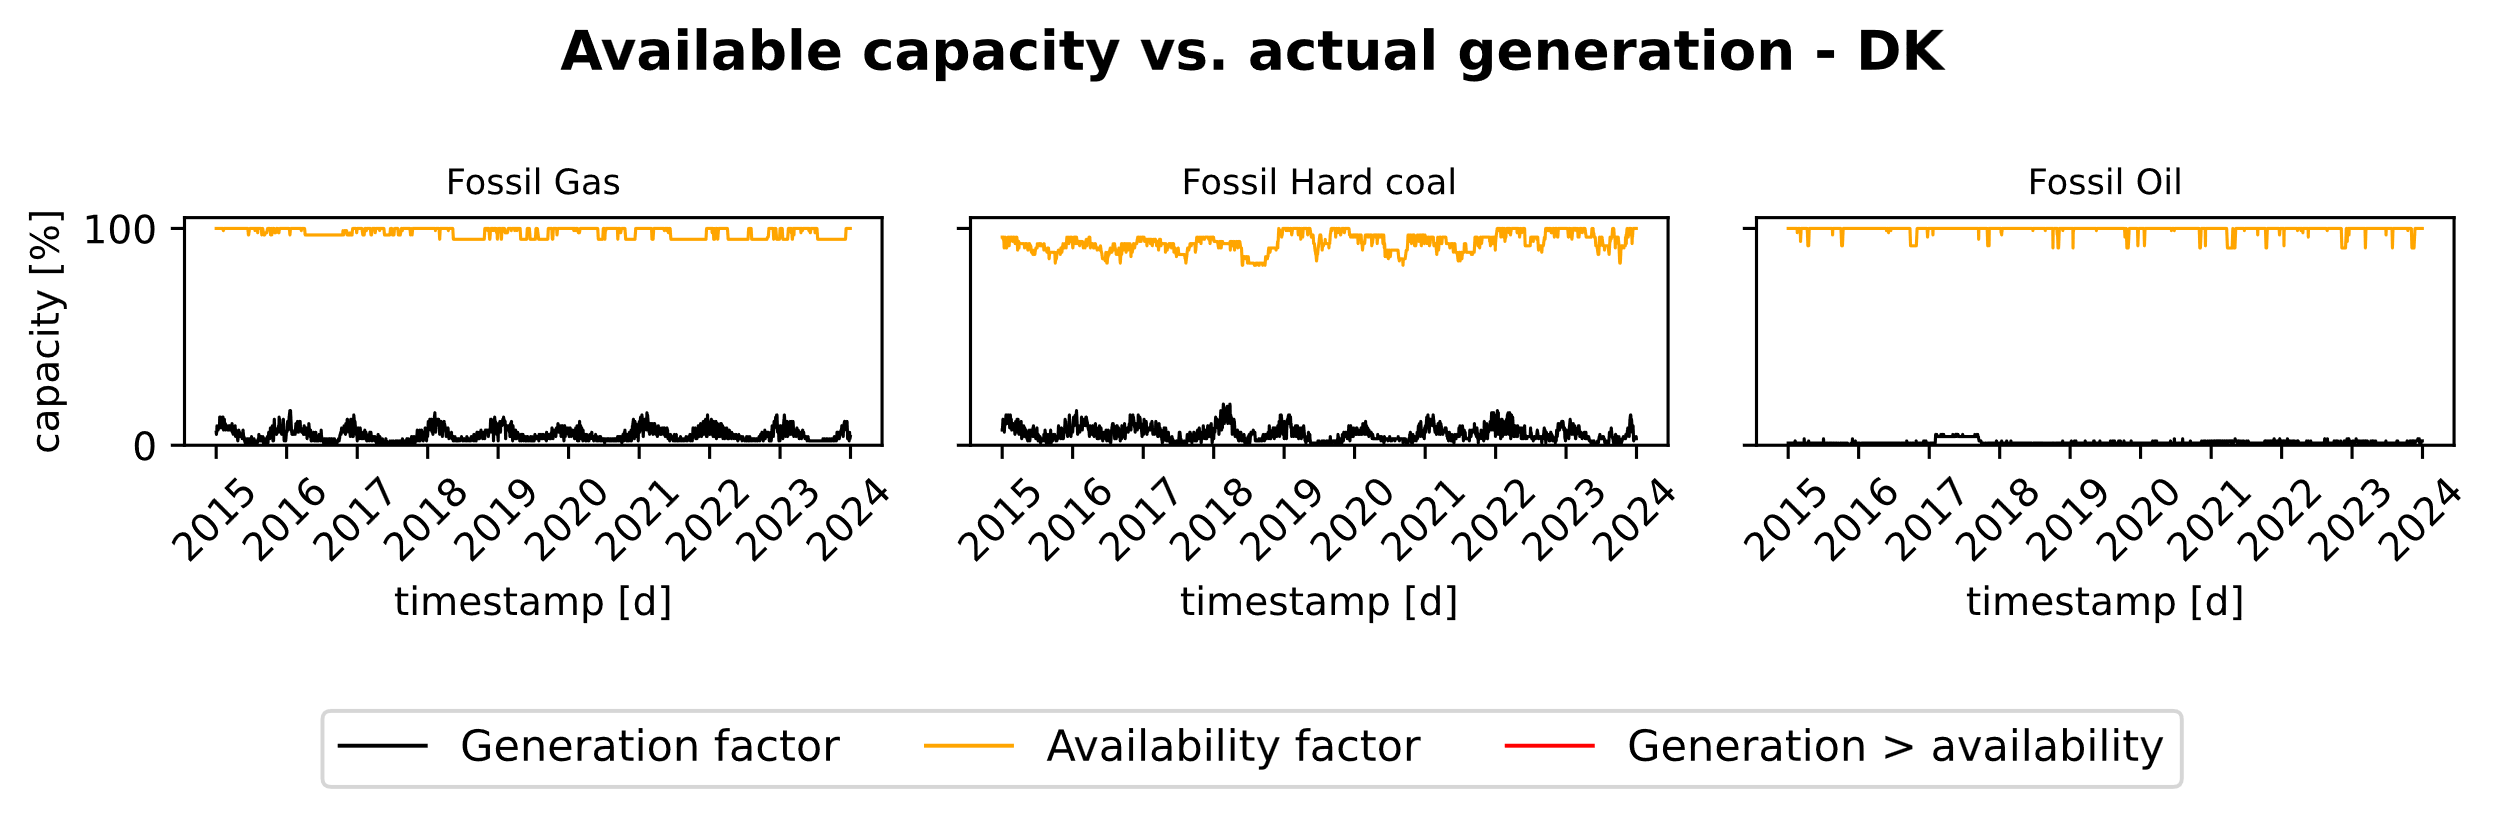 Available capacity vs. actual generation - DK
Fossil Gas
Fossil Hard coal
Fossil Oil
capacity [%]
100
0
2015 2016 2017 2018 2019 2020 2021 2022 2023 2024
2015 2016 2017 2018 2019 2020 2021 2022 2023 2024
2015 2016 2017 2018 2019 2020 2021 2022 2023 2024
timestamp [d]
timestamp [d]
timestamp [d]
Generation factor
Availability factor
Generation > availability